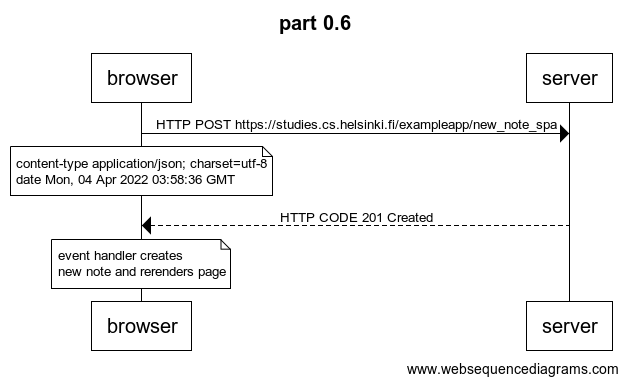 part 0.6
browser
server
HTTP POST https://studies.cs.helsinki.fi/exampleapp/new_note_spa
content-type application/json; charset=utf-8
date Mon, 04 Apr 2022 03:58:36 GMT
HTTP CODE 201 Created
event handler creates
new note and rerenders page
browser
server
www.websequencediagrams.com